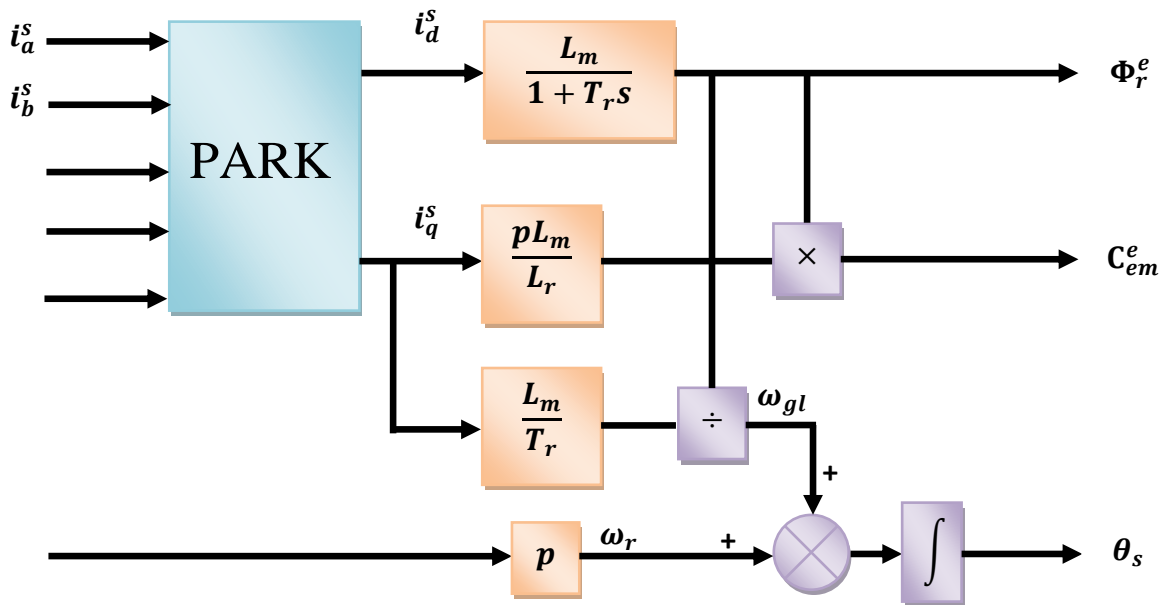 i_a^s
i_b^s
PARK
i_d^s
L_m / (1 + T_r s)
Φ_r^e
i_q^s
pL_m / L_r
×
C_em^e
L_m / T_r
÷
ω_gl
+
p
ω_r
+
∫
θ_s